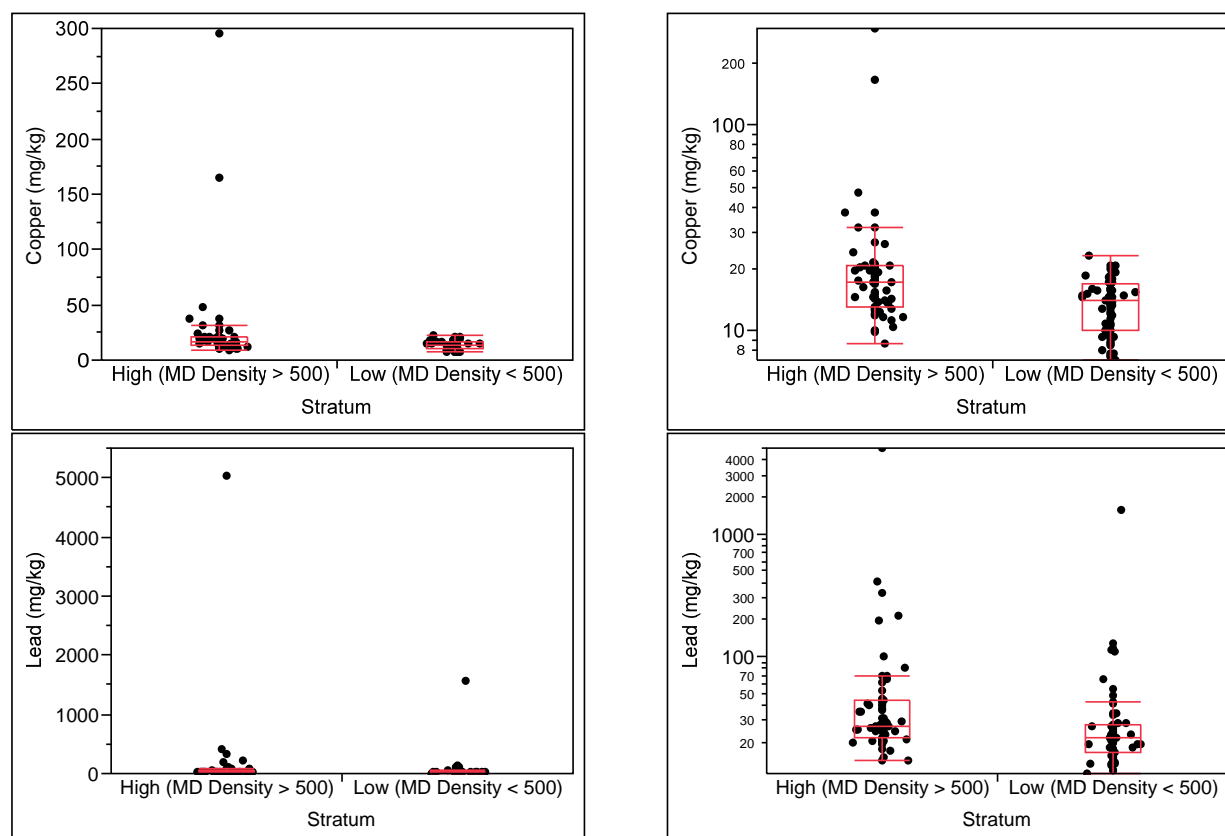 Copper (mg/kg)
300
250
200
150
100
50
0
High (MD Density > 500)
Low (MD Density < 500)
Stratum
Copper (mg/kg)
200
100
80
60
50
40
30
20
10
8
High (MD Density > 500)
Low (MD Density < 500)
Stratum
Lead (mg/kg)
5000
4000
3000
2000
1000
0
High (MD Density > 500)
Low (MD Density < 500)
Stratum
Lead (mg/kg)
4000
3000
2000
1000
700
500
300
200
100
70
50
30
20
High (MD Density > 500)
Low (MD Density < 500)
Stratum